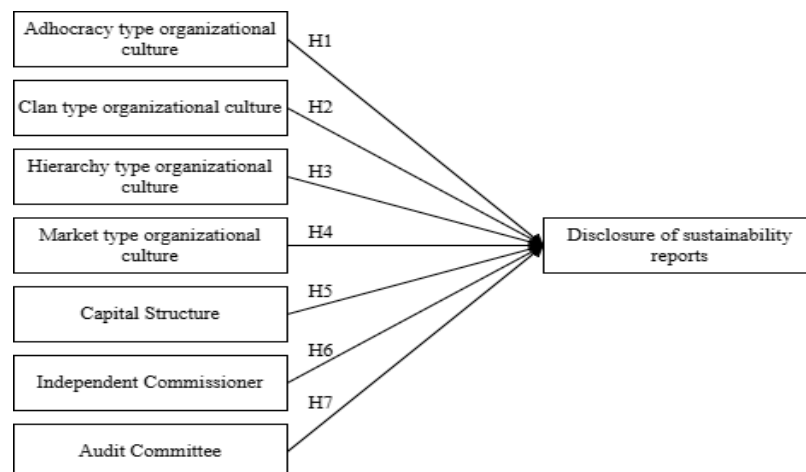 Adhocracy type organizational
culture
H1
Clan type organizational culture
H2
Hierarchy type organizational
culture
H3
Market type organizational
culture
H4
Disclosure of sustainability
reports
Capital Structure
H5
Independent Commissioner
H6
Audit Committee
H7